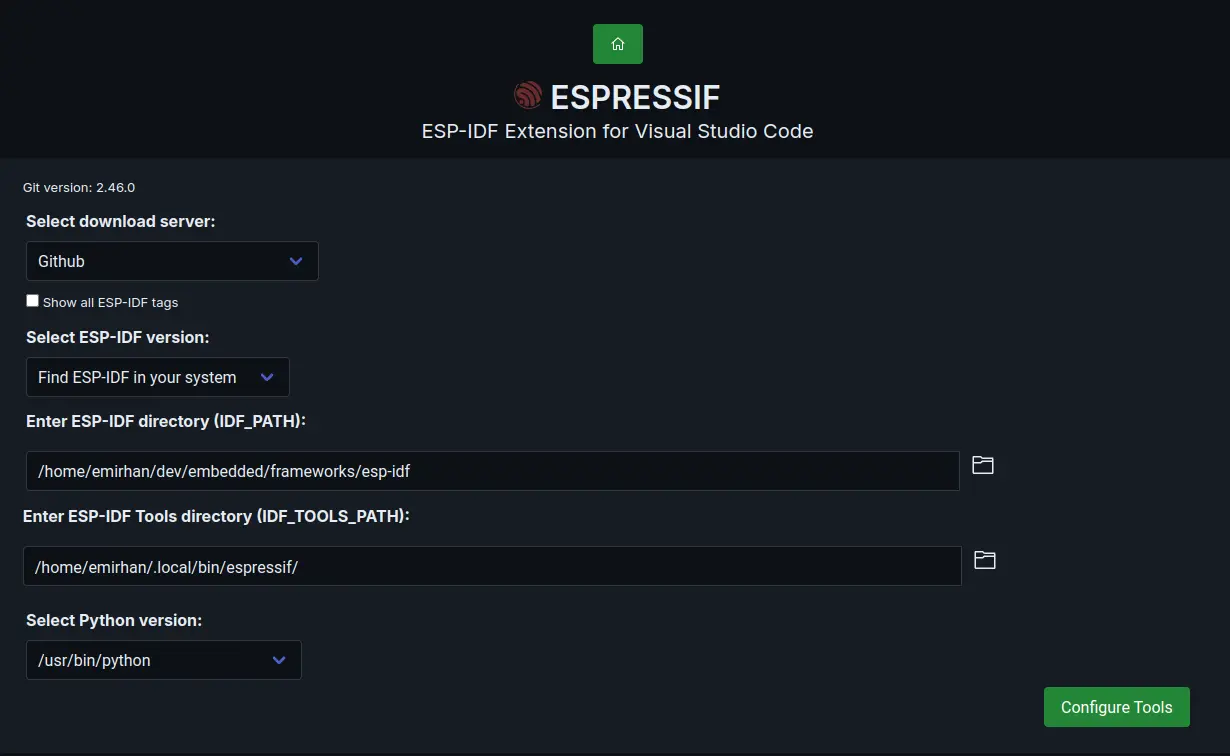 ESPRESSIF
ESP-IDF Extension for Visual Studio Code
Git version: 2.46.0
Select download server:
Github
Show all ESP-IDF tags
Select ESP-IDF version:
Find ESP-IDF in your system
Enter ESP-IDF directory (IDF_PATH):
/home/emirhan/dev/embedded/frameworks/esp-idf
Enter ESP-IDF Tools directory (IDF_TOOLS_PATH):
/home/emirhan/.local/bin/espressif/
Select Python version:
/usr/bin/python
Configure Tools